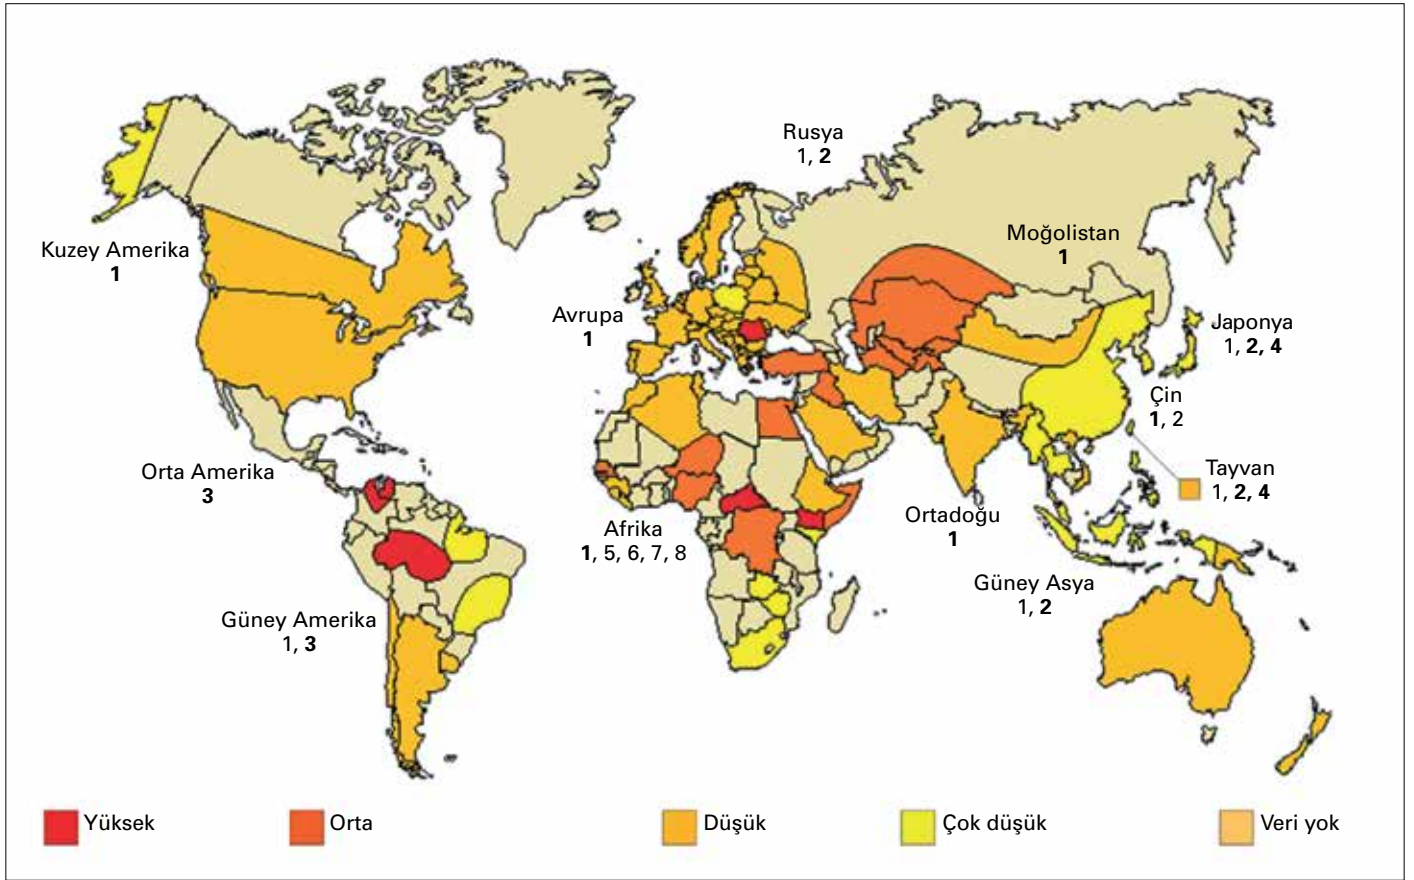 Rusya
1, 2
Moğolistan
1
Kuzey Amerika
1
Avrupa
1
Japonya
1, 2, 4
Çin
1, 2
Orta Amerika
3
Tayvan
1, 2, 4
Afrika
1, 5, 6, 7, 8
Ortadoğu
1
Güney Asya
1, 2
Güney Amerika
1, 3
Yüksek
Orta
Düşük
Çok düşük
Veri yok